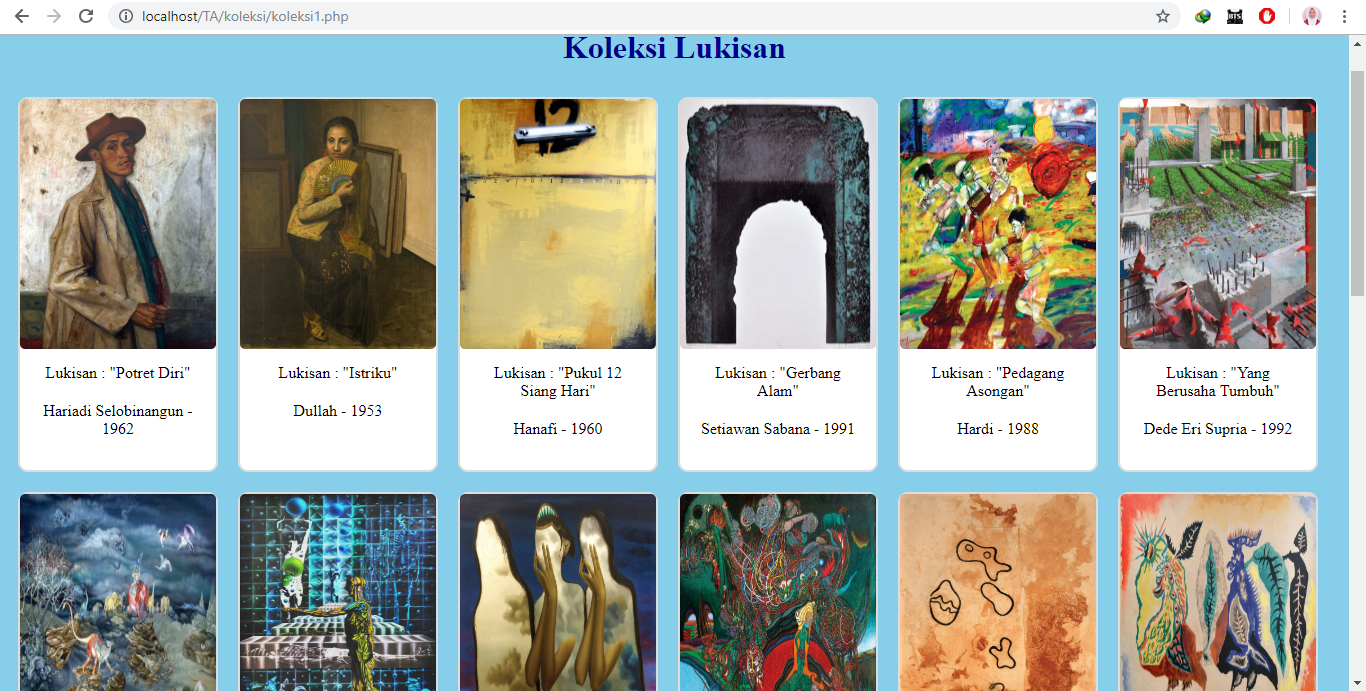 localhost/TA/koleksi/koleksi1.php
BTS
Koleksi Lukisan
12
Lukisan : "Potret Diri"
Hariadi Selobinangun -
1962
Lukisan : "Istriku"
Dullah - 1953
Lukisan : "Pukul 12
Siang Hari"
Hanafi - 1960
Lukisan : "Gerbang
Alam"
Setiawan Sabana - 1991
Lukisan : "Pedagang
Asongan"
Hardi - 1988
Lukisan : "Yang
Berusaha Tumbuh"
Dede Eri Supria - 1992